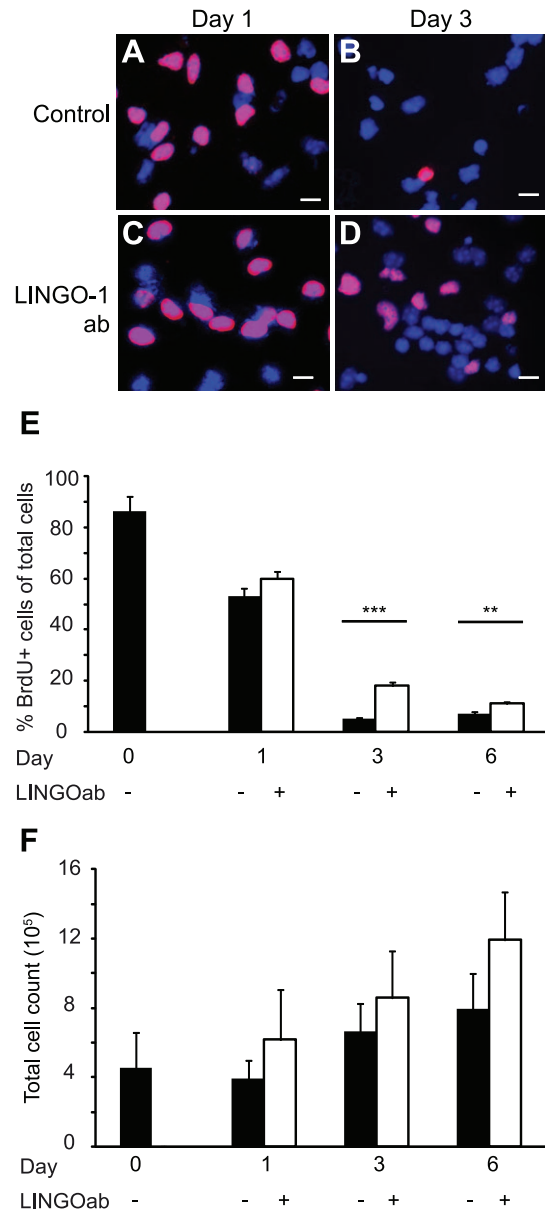 Day 1 Day 3
A B
Control
C D
LINGO-1
ab
E
% BrdU+ cells of total cells
100
80
60
40
20
0
*** **
Day 0 1 3 6
LINGOab - - + - + - +
F
Total cell count (10⁵)
16
12
8
4
0
Day 0 1 3 6
LINGOab - - + - + - +